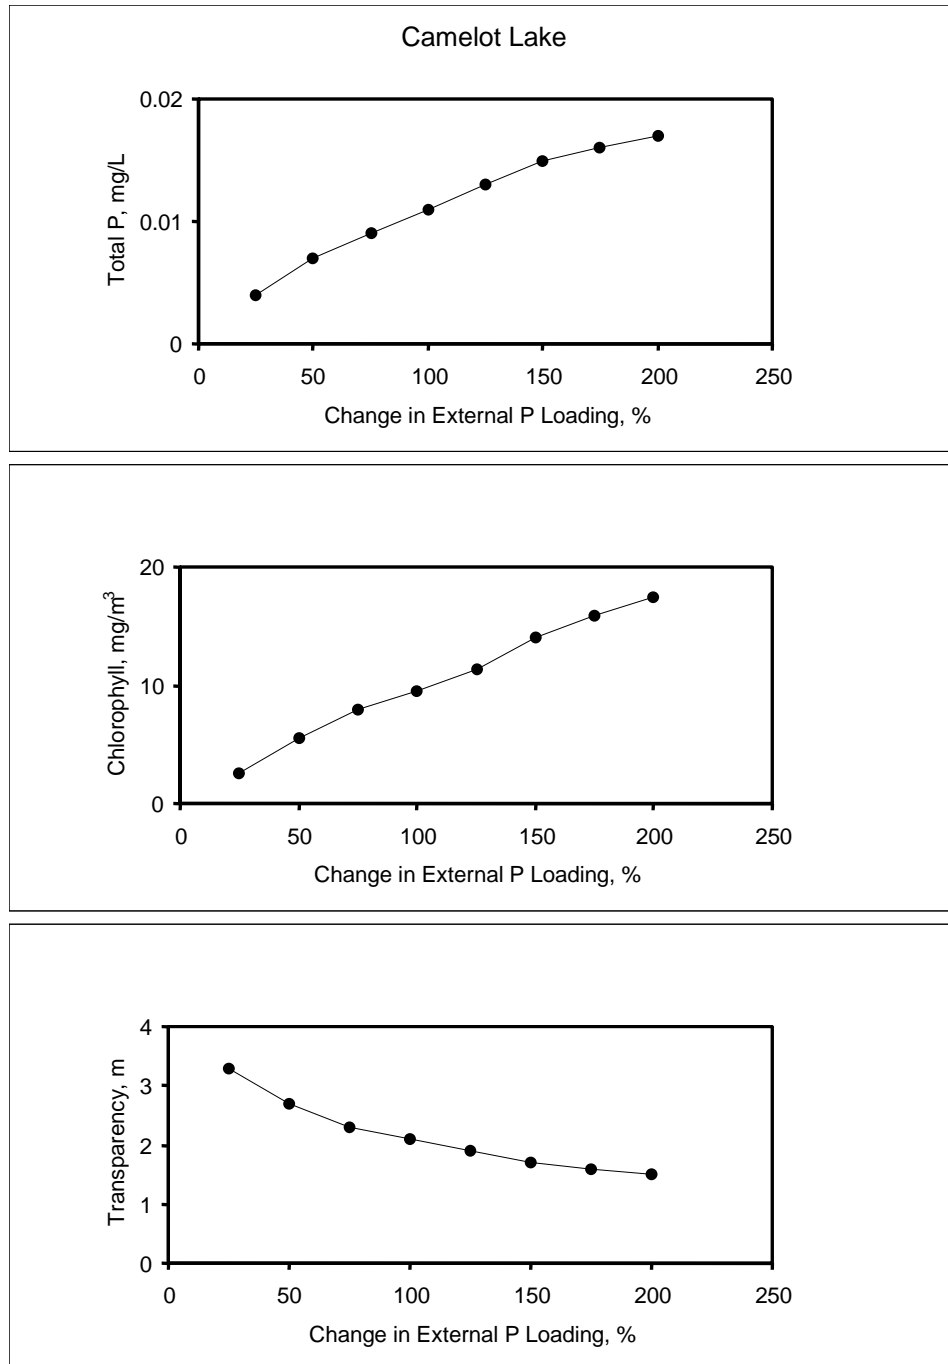 Camelot Lake
0.02
0.01
0
Total P, mg/L
0 50 100 150 200 250
Change in External P Loading, %
20
10
0
Chlorophyll, mg/m³
0 50 100 150 200 250
Change in External P Loading, %
4
3
2
1
0
Transparency, m
0 50 100 150 200 250
Change in External P Loading, %